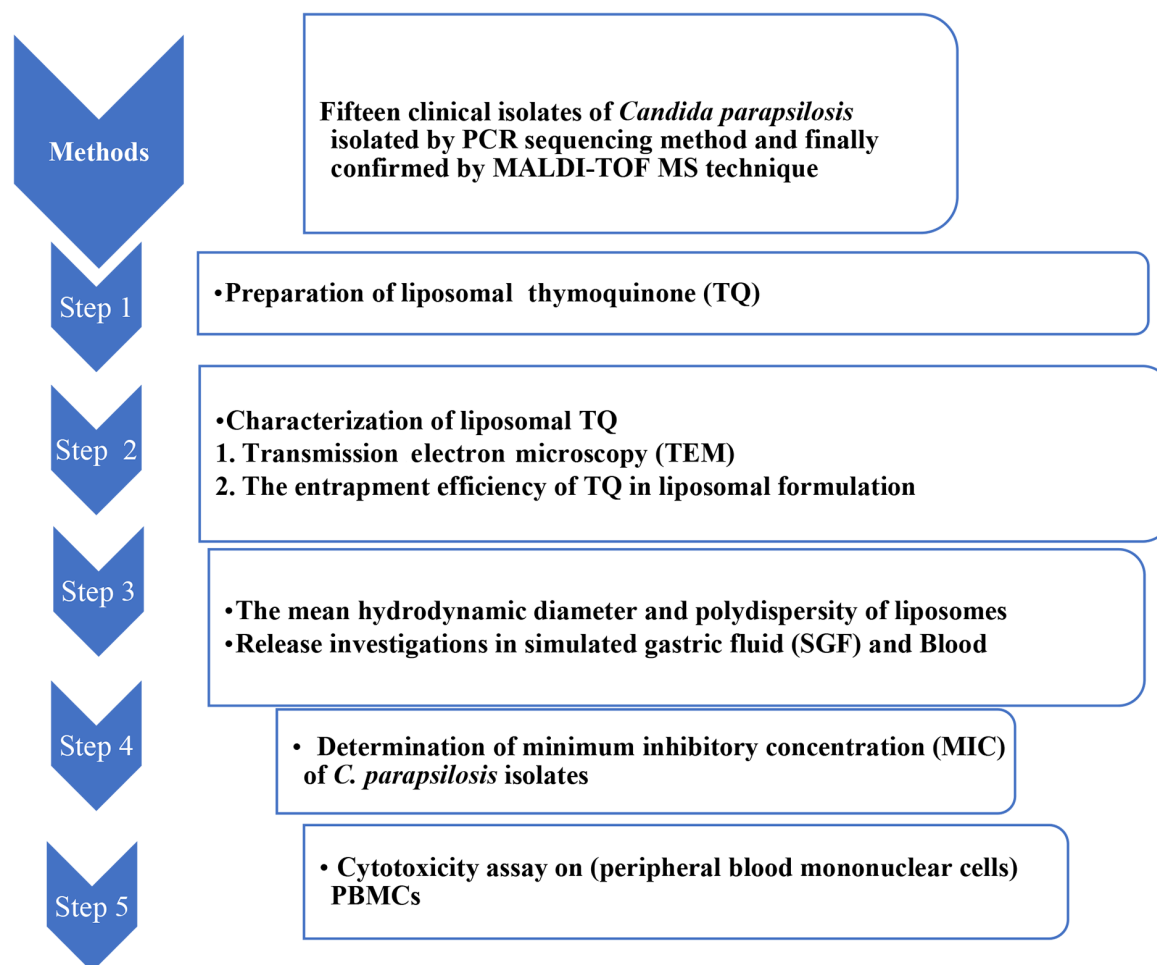 Methods
Fifteen clinical isolates of Candida parapsilosis
isolated by PCR sequencing method and finally
confirmed by MALDI-TOF MS technique
Step 1
•Preparation of liposomal thymoquinone (TQ)
Step 2
•Characterization of liposomal TQ
1. Transmission electron microscopy (TEM)
2. The entrapment efficiency of TQ in liposomal formulation
Step 3
•The mean hydrodynamic diameter and polydispersity of liposomes
•Release investigations in simulated gastric fluid (SGF) and Blood
Step 4
• Determination of minimum inhibitory concentration (MIC)
of C. parapsilosis isolates
Step 5
• Cytotoxicity assay on (peripheral blood mononuclear cells)
PBMCs